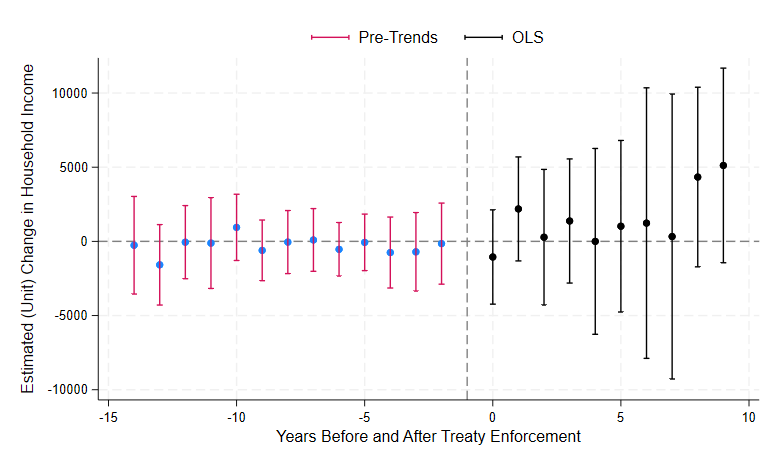 Pre-Trends OLS
Estimated (Unit) Change in Household Income
10000
5000
0
-5000
-10000
-15 -10 -5 0 5 10
Years Before and After Treaty Enforcement